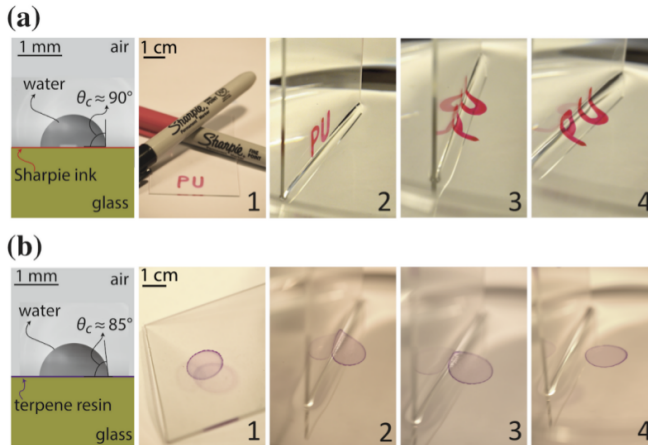 (a)
1 mm
air
water
θc≈90°
Sharpie ink
glass
1 cm
Sharpie
Sharpie
PU
1
PU
2
PU
3
PU
4
(b)
1 mm
air
water
θc≈85°
terpene resin
glass
1 cm
1
2
3
4